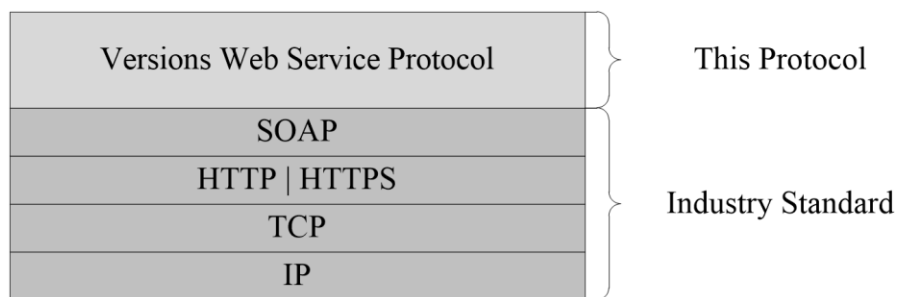 Versions Web Service Protocol
This Protocol
SOAP
HTTP | HTTPS
Industry Standard
TCP
IP